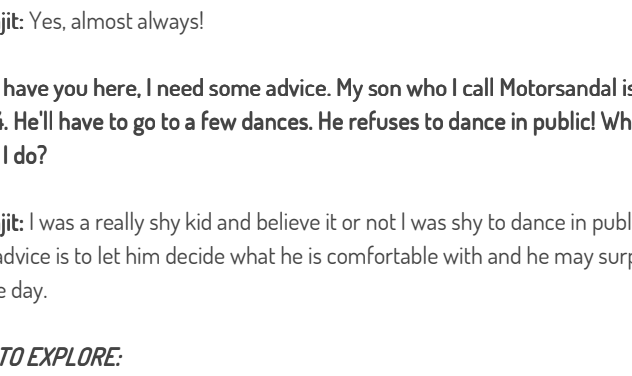 jit: Yes, almost always!
have you here, I need some advice. My son who I call Motorsandal is
4. He'll have to go to a few dances. He refuses to dance in public! Wh
I do?
jit: I was a really shy kid and believe it or not I was shy to dance in publ
advice is to let him decide what he is comfortable with and he may surp
e day.
TO EXPLORE: